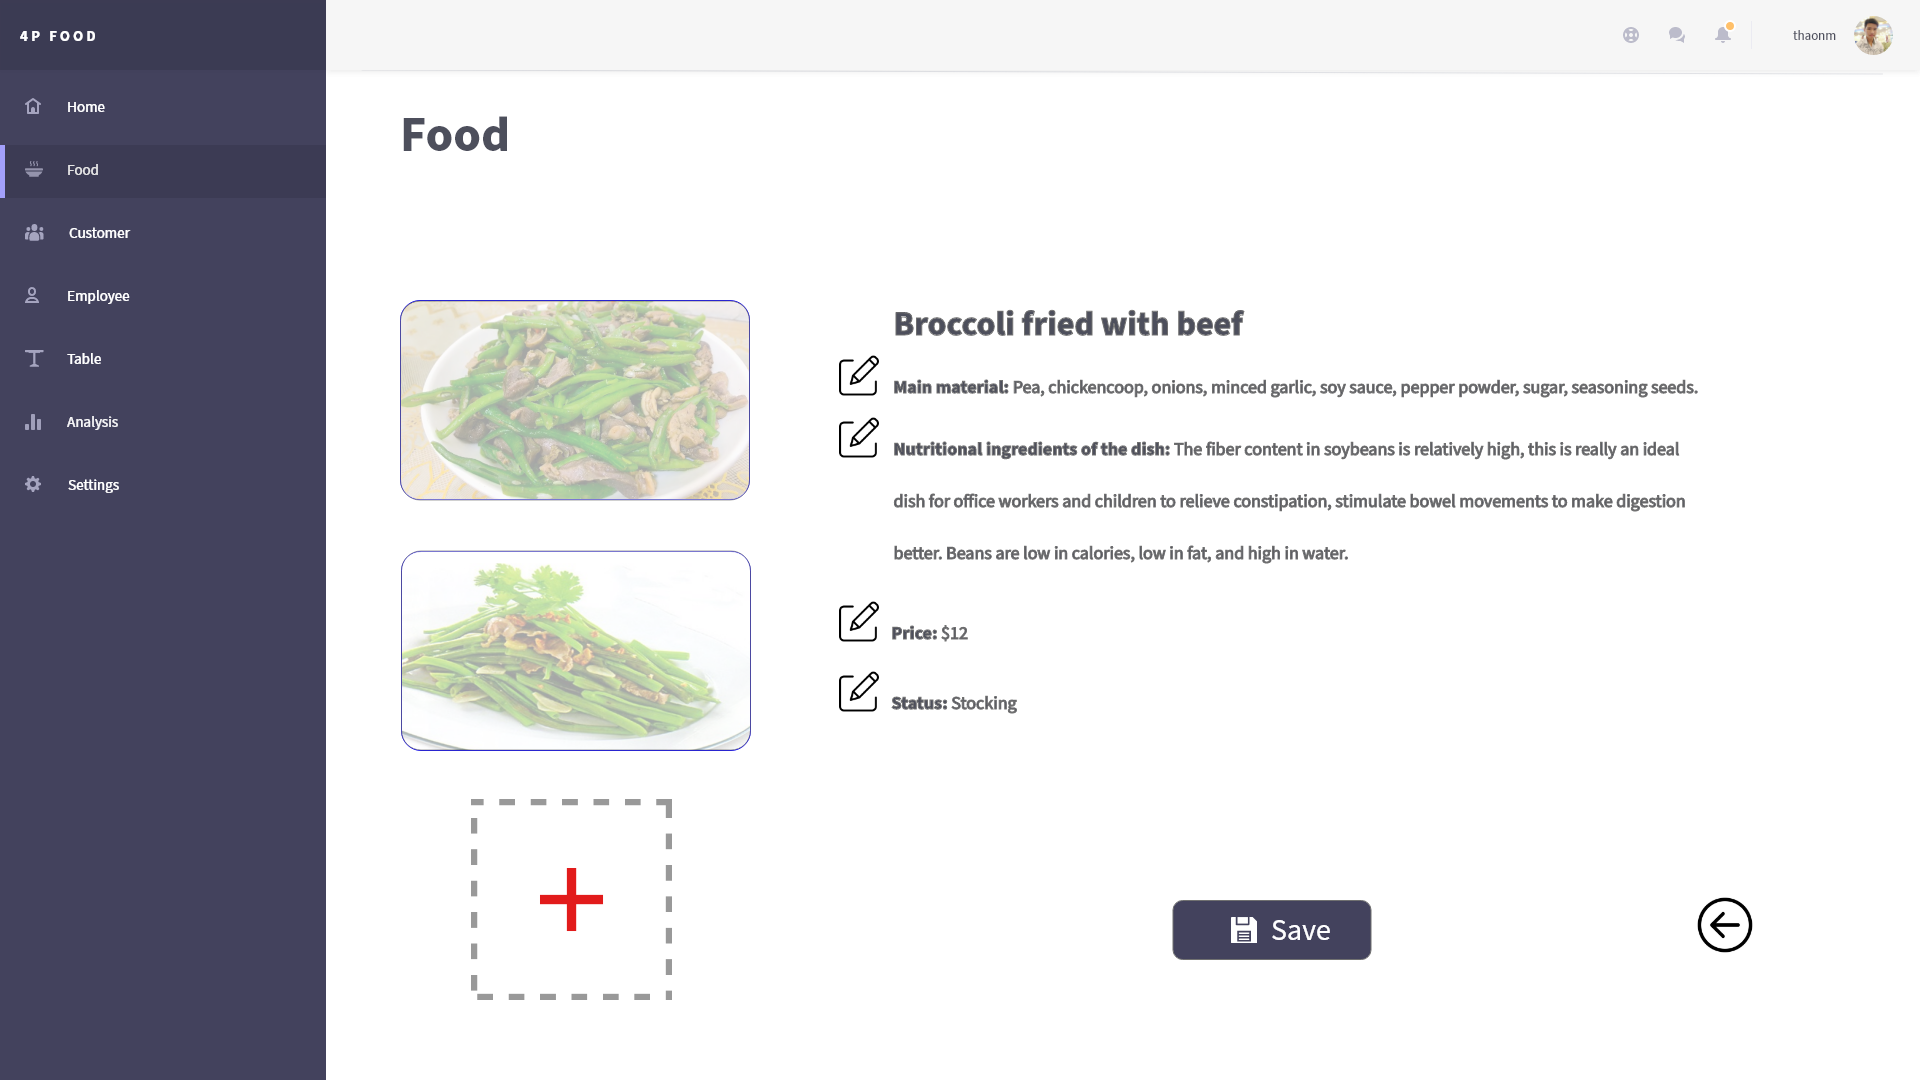 4P FOOD
thaonm
Home
Food
Customer
Employee
Table
Analysis
Settings
Food
Broccoli fried with beef
Main material: Pea, chickencoop, onions, minced garlic, soy sauce, pepper powder, sugar, seasoning seeds.
Nutritional ingredients of the dish: The fiber content in soybeans is relatively high, this is really an ideal
dish for office workers and children to relieve constipation, stimulate bowel movements to make digestion
better. Beans are low in calories, low in fat, and high in water.
Price: $12
Status: Stocking
Save